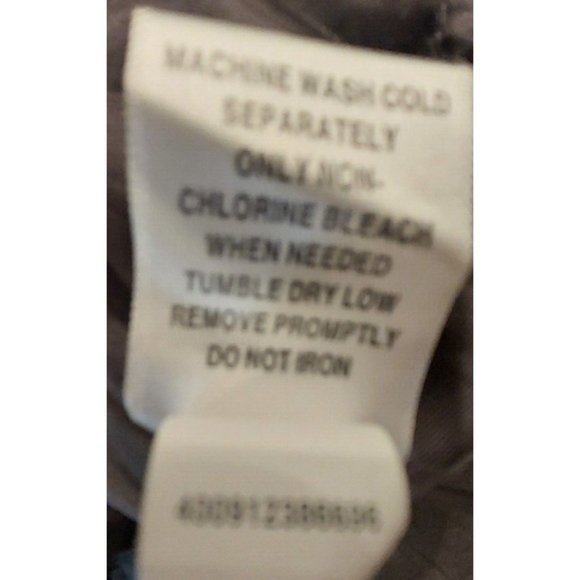 MACHINE WASH COLD
SEPARATELY
ONLY NON-
CHLORINE BLEACH
WHEN NEEDED
TUMBLE DRY LOW
REMOVE PROMPTLY
DO NOT IRON